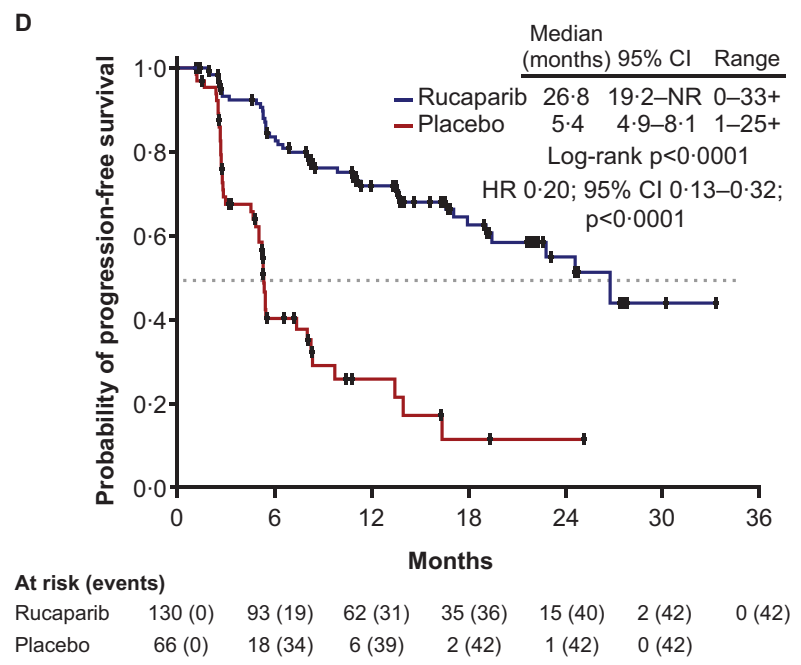 D
Median
(months) 95% CI Range
Rucaparib 26·8 19·2–NR 0–33+
Placebo 5·4 4·9–8·1 1–25+
Log-rank p<0·0001
HR 0·20; 95% CI 0·13–0·32;
p<0·0001
Probability of progression-free survival
1·0
0·8
0·6
0·4
0·2
0·0
0 6 12 18 24 30 36
Months
At risk (events)
Rucaparib 130 (0) 93 (19) 62 (31) 35 (36) 15 (40) 2 (42) 0 (42)
Placebo 66 (0) 18 (34) 6 (39) 2 (42) 1 (42) 0 (42)